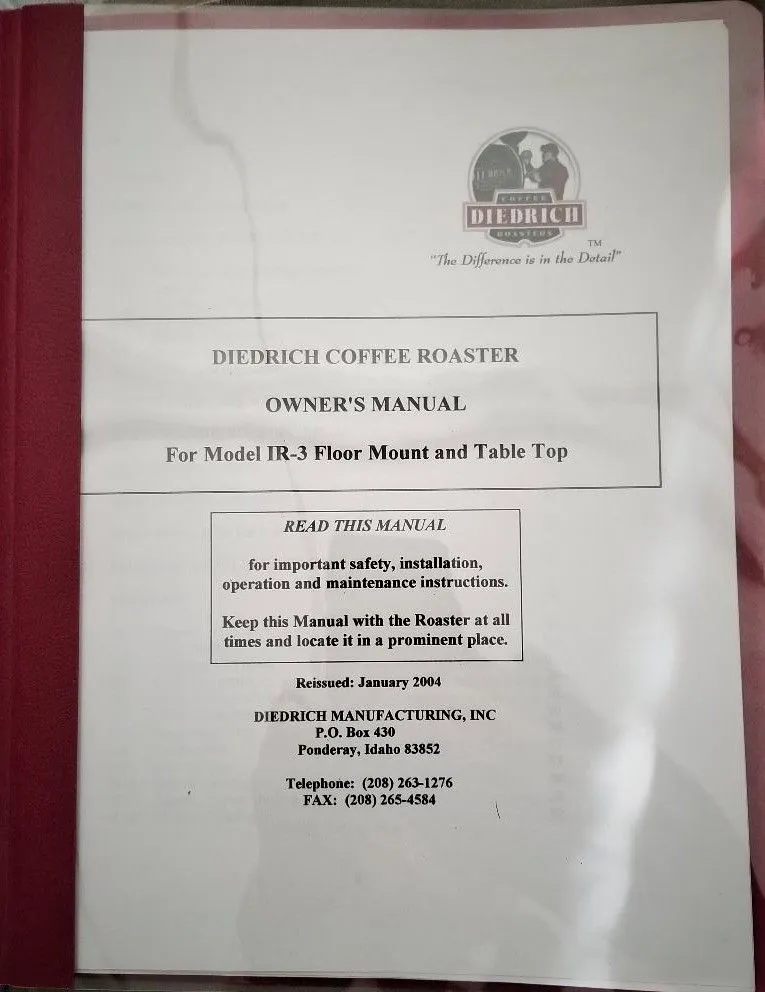 COFFEE
DIEDRICH
ROASTERS
TM
"The Difference is in the Detail"
DIEDRICH COFFEE ROASTER
OWNER'S MANUAL
For Model IR-3 Floor Mount and Table Top
READ THIS MANUAL
for important safety, installation,
operation and maintenance instructions.
Keep this Manual with the Roaster at all
times and locate it in a prominent place.
Reissued: January 2004
DIEDRICH MANUFACTURING, INC
P.O. Box 430
Ponderay, Idaho 83852
Telephone: (208) 263-1276
FAX: (208) 265-4584